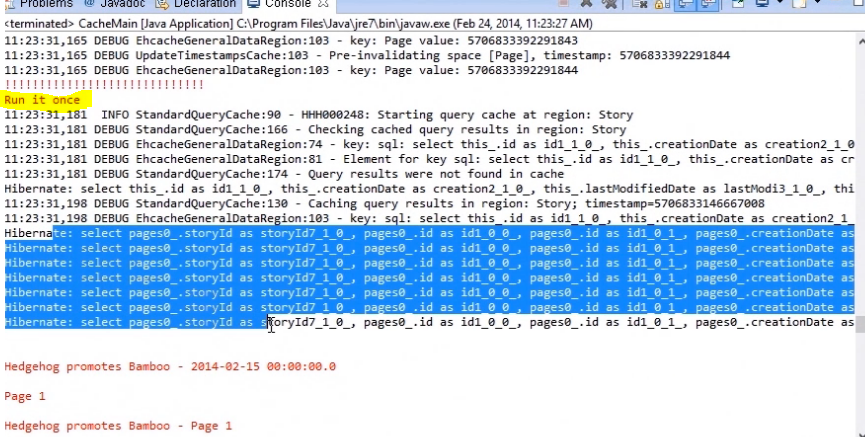 Problems @ Javadoc Declaration Console
<terminated> CacheMain [Java Application] C:\Program Files\Java\jre7\bin\javaw.exe (Feb 24, 2014, 11:23:27 AM)
11:23:31,165 DEBUG EhcacheGeneralDataRegion:103 - key: Page value: 5706833392291843
11:23:31,165 DEBUG UpdateTimestampsCache:103 - Pre-invalidating space [Page], timestamp: 5706833392291844
11:23:31,165 DEBUG EhcacheGeneralDataRegion:103 - key: Page value: 5706833392291844
!!!!!!!!!!!!!!!!!!!!!!!!!!!!!
Run it once
11:23:31,181 INFO StandardQueryCache:90 - HHH000248: Starting query cache at region: Story
11:23:31,181 DEBUG StandardQueryCache:166 - Checking cached query results in region: Story
11:23:31,181 DEBUG EhcacheGeneralDataRegion:74 - key: sql: select this_.id as id1_1_0_, this_.creationDate as creation2_1_0
11:23:31,181 DEBUG EhcacheGeneralDataRegion:81 - Element for key sql: select this_.id as id1_1_0_, this_.creationDate as cr
11:23:31,181 DEBUG StandardQueryCache:174 - Query results were not found in cache
Hibernate: select this_.id as id1_1_0_, this_.creationDate as creation2_1_0_, this_.lastModifiedDate as lastModi3_1_0_, thi
11:23:31,198 DEBUG StandardQueryCache:130 - Caching query results in region: Story; timestamp=5706833146667008
11:23:31,198 DEBUG EhcacheGeneralDataRegion:103 - key: sql: select this_.id as id1_1_0_, this_.creationDate as creation2_1_
Hibernate: select pages0_.storyId as storyId7_1_0_, pages0_.id as id1_0_0_, pages0_.id as id1_0_1_, pages0_.creationDate as
Hibernate: select pages0_.storyId as storyId7_1_0_, pages0_.id as id1_0_0_, pages0_.id as id1_0_1_, pages0_.creationDate as
Hibernate: select pages0_.storyId as storyId7_1_0_, pages0_.id as id1_0_0_, pages0_.id as id1_0_1_, pages0_.creationDate as
Hibernate: select pages0_.storyId as storyId7_1_0_, pages0_.id as id1_0_0_, pages0_.id as id1_0_1_, pages0_.creationDate as
Hibernate: select pages0_.storyId as storyId7_1_0_, pages0_.id as id1_0_0_, pages0_.id as id1_0_1_, pages0_.creationDate as
Hibernate: select pages0_.storyId as storyId7_1_0_, pages0_.id as id1_0_0_, pages0_.id as id1_0_1_, pages0_.creationDate as
Hibernate: select pages0_.storyId as storyId7_1_0_, pages0_.id as id1_0_0_, pages0_.id as id1_0_1_, pages0_.creationDate as
Hedgehog promotes Bamboo - 2014-02-15 00:00:00.0
Page 1
Hedgehog promotes Bamboo - Page 1